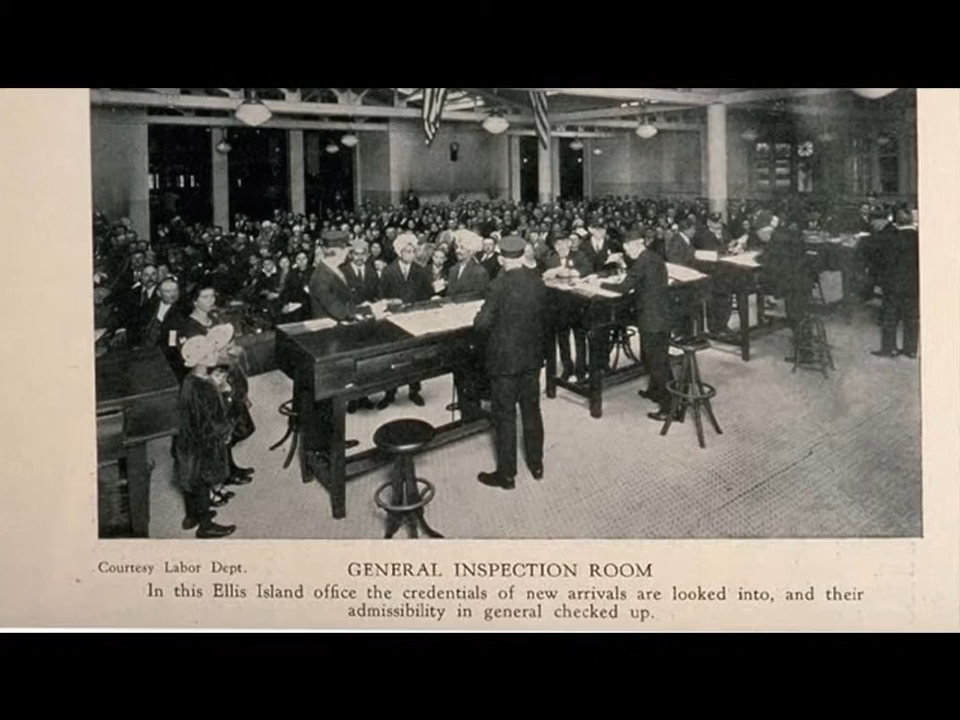 Courtesy Labor Dept.
GENERAL INSPECTION ROOM
In this Ellis Island office the credentials of new arrivals are looked into, and their
admissibility in general checked up.